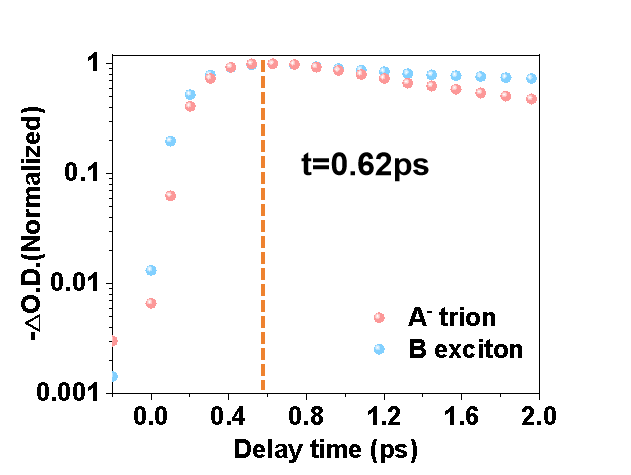 1
0.1
0.01
0.001
-△O.D.(Normalized)
t=0.62ps
A- trion
B exciton
0.0 0.4 0.8 1.2 1.6 2.0
Delay time (ps)